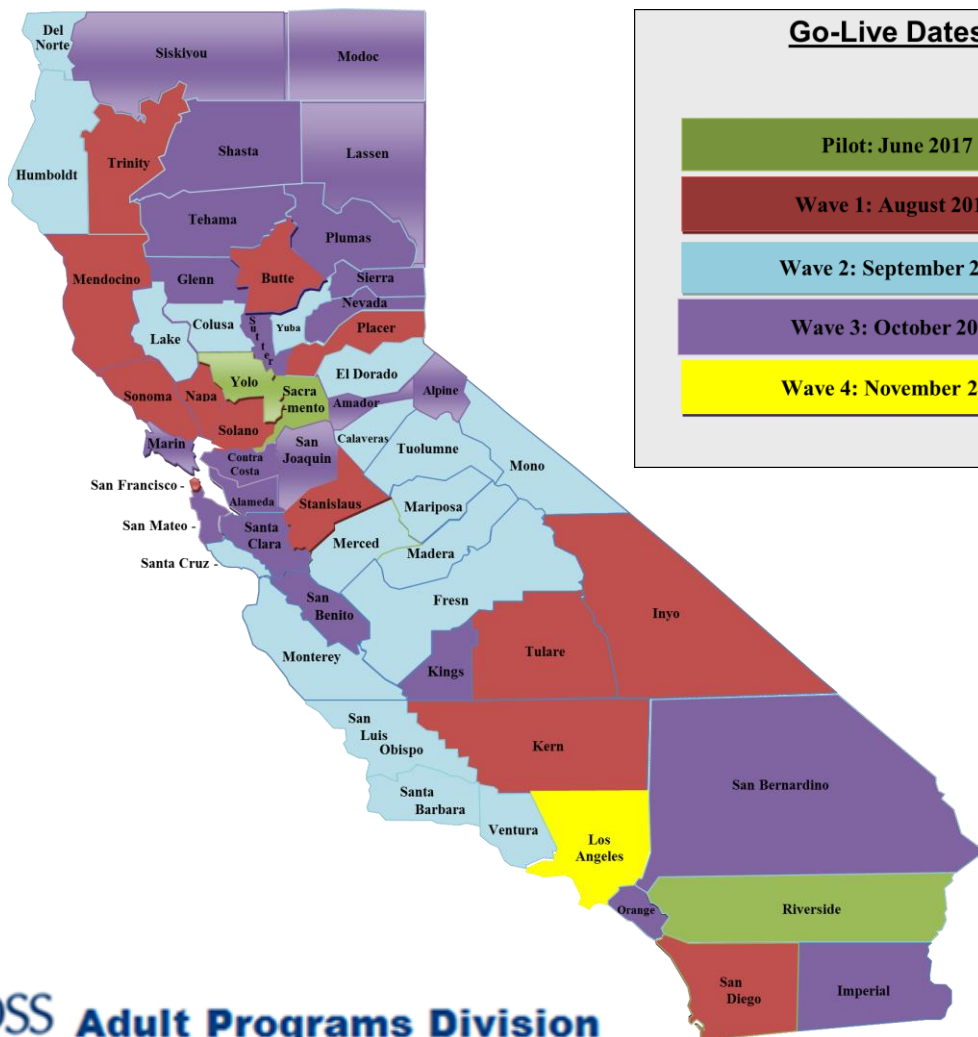 Go-Live Dates
Pilot: June 2017
Wave 1: August 201
Wave 2: September 2
Wave 3: October 20
Wave 4: November 2
Del
Norte
Siskiyou
Modoc
Humboldt
Trinity
Shasta
Lassen
Tehama
Plumas
Mendocino
Glenn
Butte
Sierra
Nevada
Lake
Colusa
Sutter
Yuba
Placer
El Dorado
Yolo
Sacra
-mento
Sonoma
Napa
Amador
Alpine
Solano
Marin
Contra
Costa
San
Joaquin
Calaveras
Tuolumne
Mono
San Francisco -
Alameda
Stanislaus
Mariposa
San Mateo -
Santa
Clara
Merced
Madera
Santa Cruz -
San
Benito
Fresn
Inyo
Monterey
Kings
Tulare
San
Luis
Obispo
Kern
San Bernardino
Santa
Barbara
Ventura
Los
Angeles
Orange
Riverside
San
Diego
Imperial
DSS Adult Programs Division